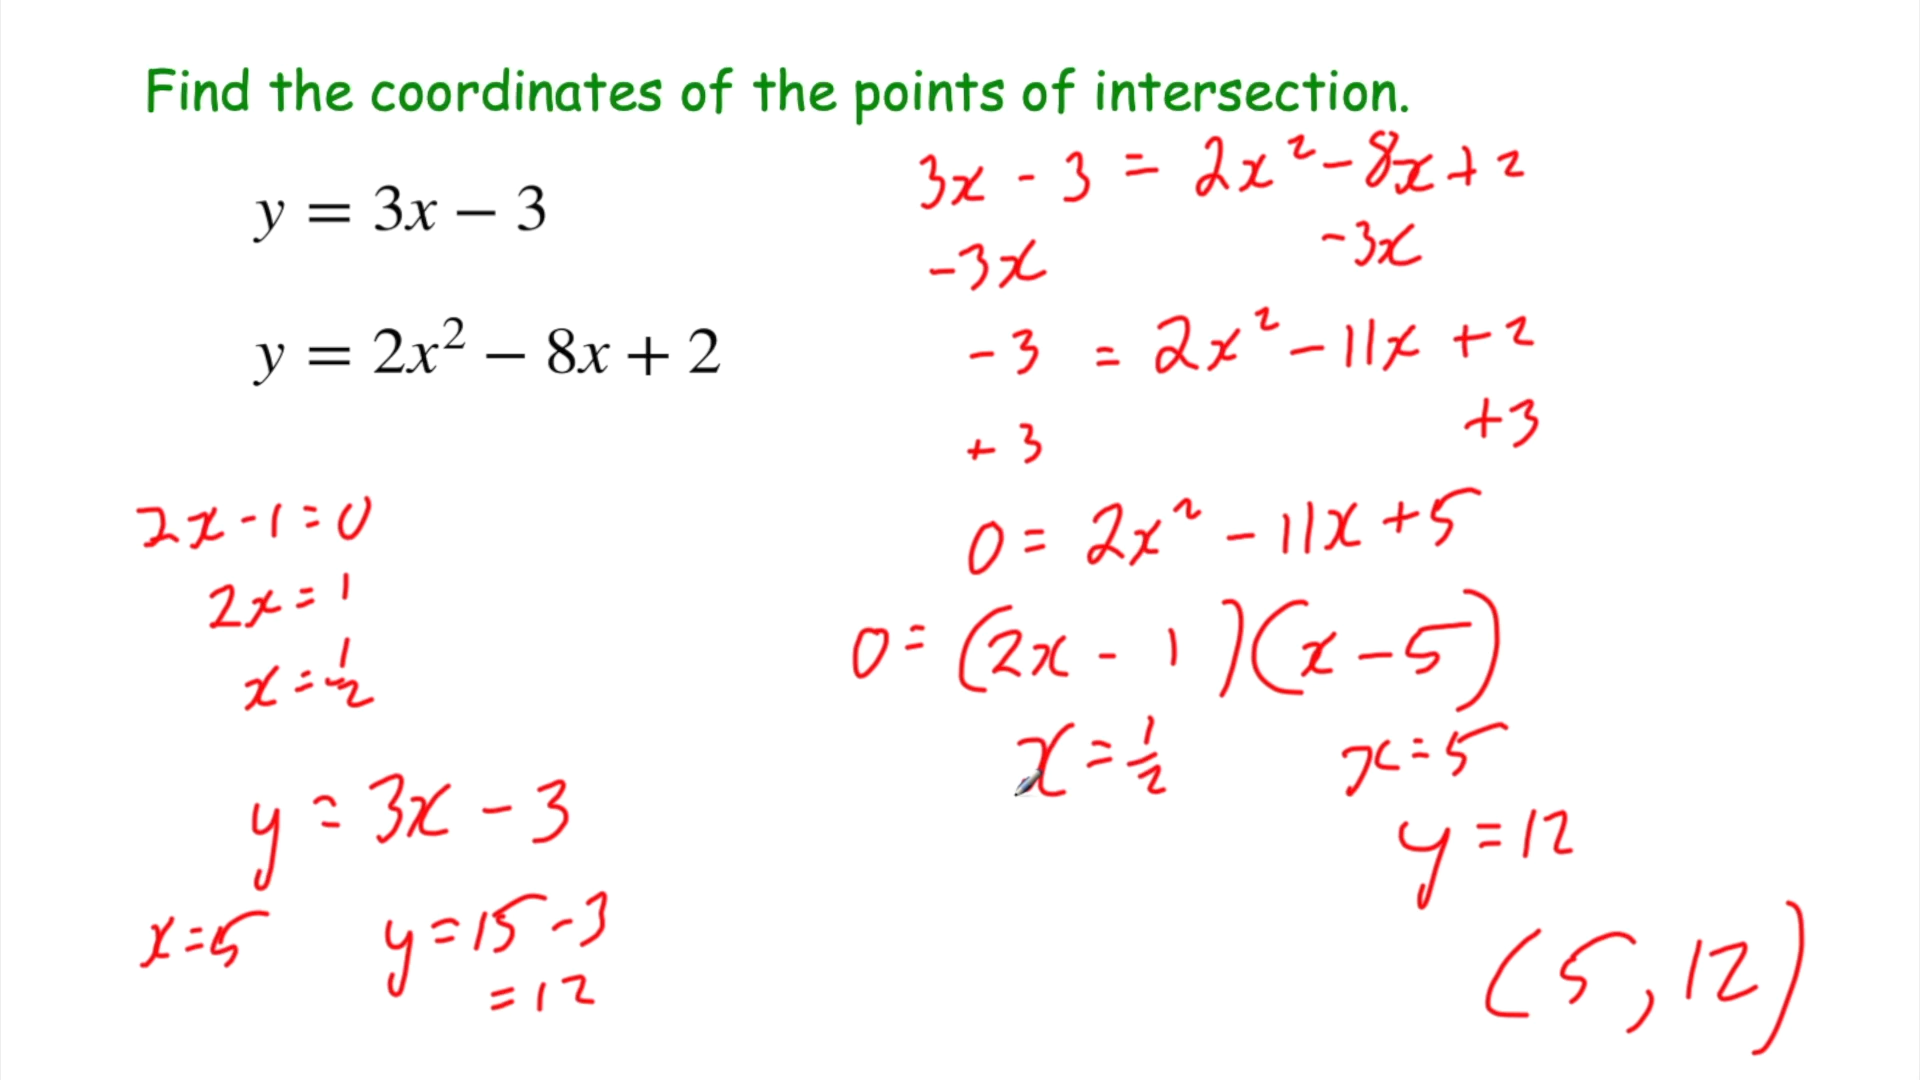 Find the coordinates of the points of intersection.
y = 3x − 3
y = 2x² − 8x + 2
3x - 3 = 2x² - 8x + 2
-3x -3x
-3 = 2x² - 11x + 2
+3 +3
0 = 2x² - 11x + 5
0 = (2x - 1)(x - 5)
x = 1/2 x = 5
y = 12
(5, 12)
2x - 1 = 0
2x = 1
x = 1/2
y = 3x - 3
x = 5 y = 15 - 3
= 12